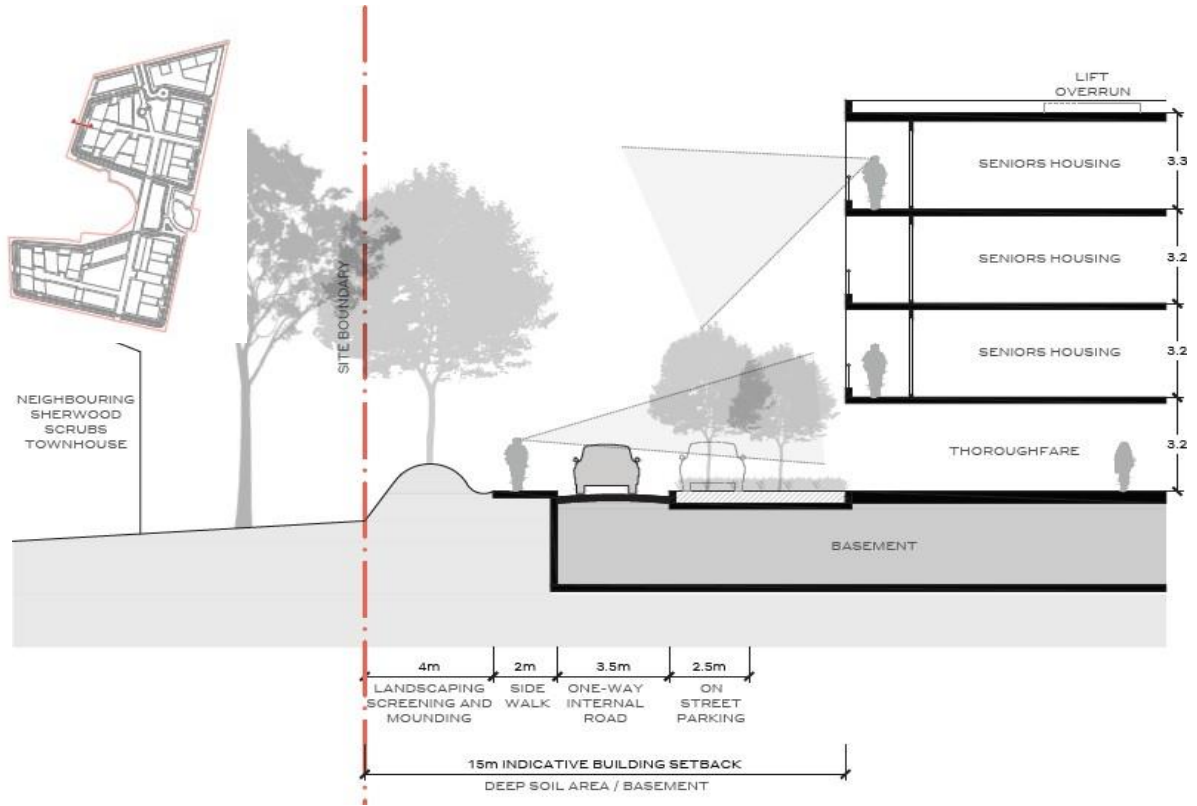 LIFT
OVERRUN
SENIORS HOUSING
3.3
SENIORS HOUSING
3.2
SENIORS HOUSING
3.2
THOROUGHFARE
3.2
SITE BOUNDARY
NEIGHBOURING
SHERWOOD
SCRUBS
TOWNHOUSE
BASEMENT
4m
LANDSCAPING
SCREENING AND
MOUNDING
2m
SIDE
WALK
3.5m
ONE-WAY
INTERNAL
ROAD
2.5m
ON
STREET
PARKING
15m INDICATIVE BUILDING SETBACK
DEEP SOIL AREA / BASEMENT